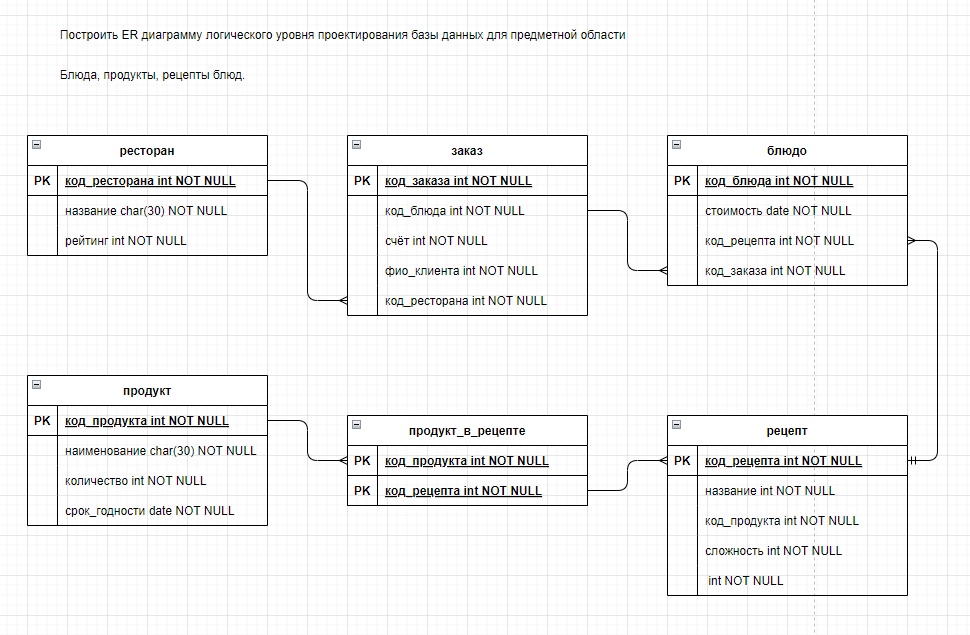 Построить ER диаграмму логического уровня проектирования базы данных для предметной области
Блюда, продукты, рецепты блюд.
ресторан
PK код_ресторана int NOT NULL
название char(30) NOT NULL
рейтинг int NOT NULL
заказ
PK код_заказа int NOT NULL
код_блюда int NOT NULL
счёт int NOT NULL
фио_клиента int NOT NULL
код_ресторана int NOT NULL
блюдо
PK код_блюда int NOT NULL
стоимость date NOT NULL
код_рецепта int NOT NULL
код_заказа int NOT NULL
продукт
PK код_продукта int NOT NULL
наименование char(30) NOT NULL
количество int NOT NULL
срок_годности date NOT NULL
продукт_в_рецепте
PK код_продукта int NOT NULL
PK код_рецепта int NOT NULL
рецепт
PK код_рецепта int NOT NULL
название int NOT NULL
код_продукта int NOT NULL
сложность int NOT NULL
int NOT NULL